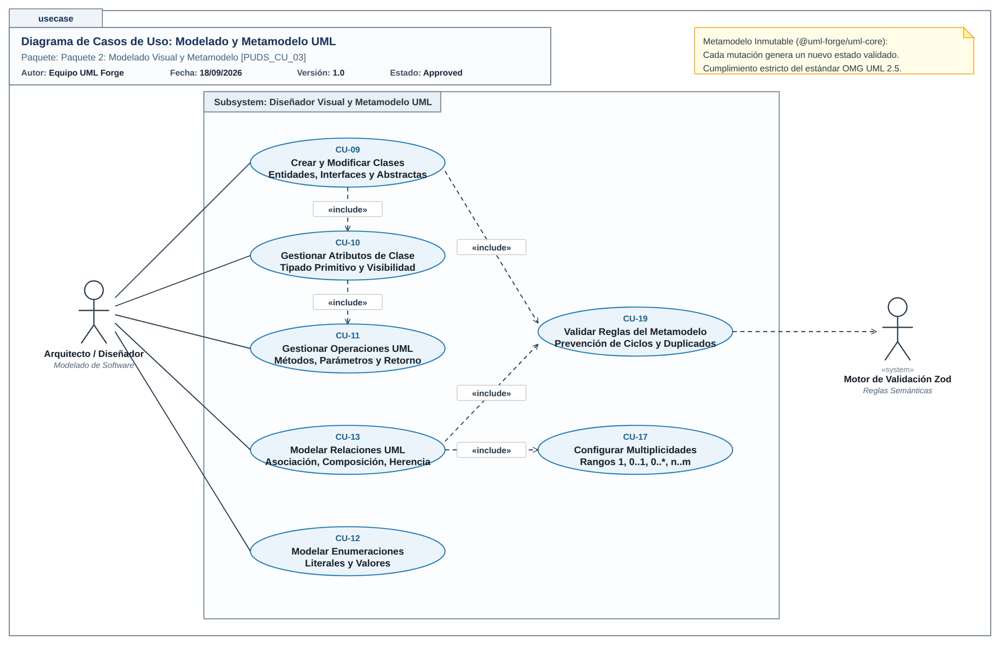 usecase
Diagrama de Casos de Uso: Modelado y Metamodelo UML
Paquete: Paquete 2: Modelado Visual y Metamodelo [PUDS_CU_03]
Autor: Equipo UML Forge Fecha: 18/09/2026 Versión: 1.0 Estado: Approved
Metamodelo Inmutable (@uml-forge/uml-core):
Cada mutación genera un nuevo estado validado.
Cumplimiento estricto del estándar OMG UML 2.5.
Subsystem: Diseñador Visual y Metamodelo UML
CU-09
Crear y Modificar Clases
Entidades, Interfaces y Abstractas
«include»
CU-10
Gestionar Atributos de Clase
Tipado Primitivo y Visibilidad
«include»
«include»
CU-11
Gestionar Operaciones UML
Métodos, Parámetros y Retorno
CU-19
Validar Reglas del Metamodelo
Prevención de Ciclos y Duplicados
Arquitecto / Diseñador
Modelado de Software
«system»
Motor de Validación Zod
Reglas Semánticas
«include»
CU-13
Modelar Relaciones UML
Asociación, Composición, Herencia
«include»
CU-17
Configurar Multiplicidades
Rangos 1, 0..1, 0..*, n..m
CU-12
Modelar Enumeraciones
Literales y Valores